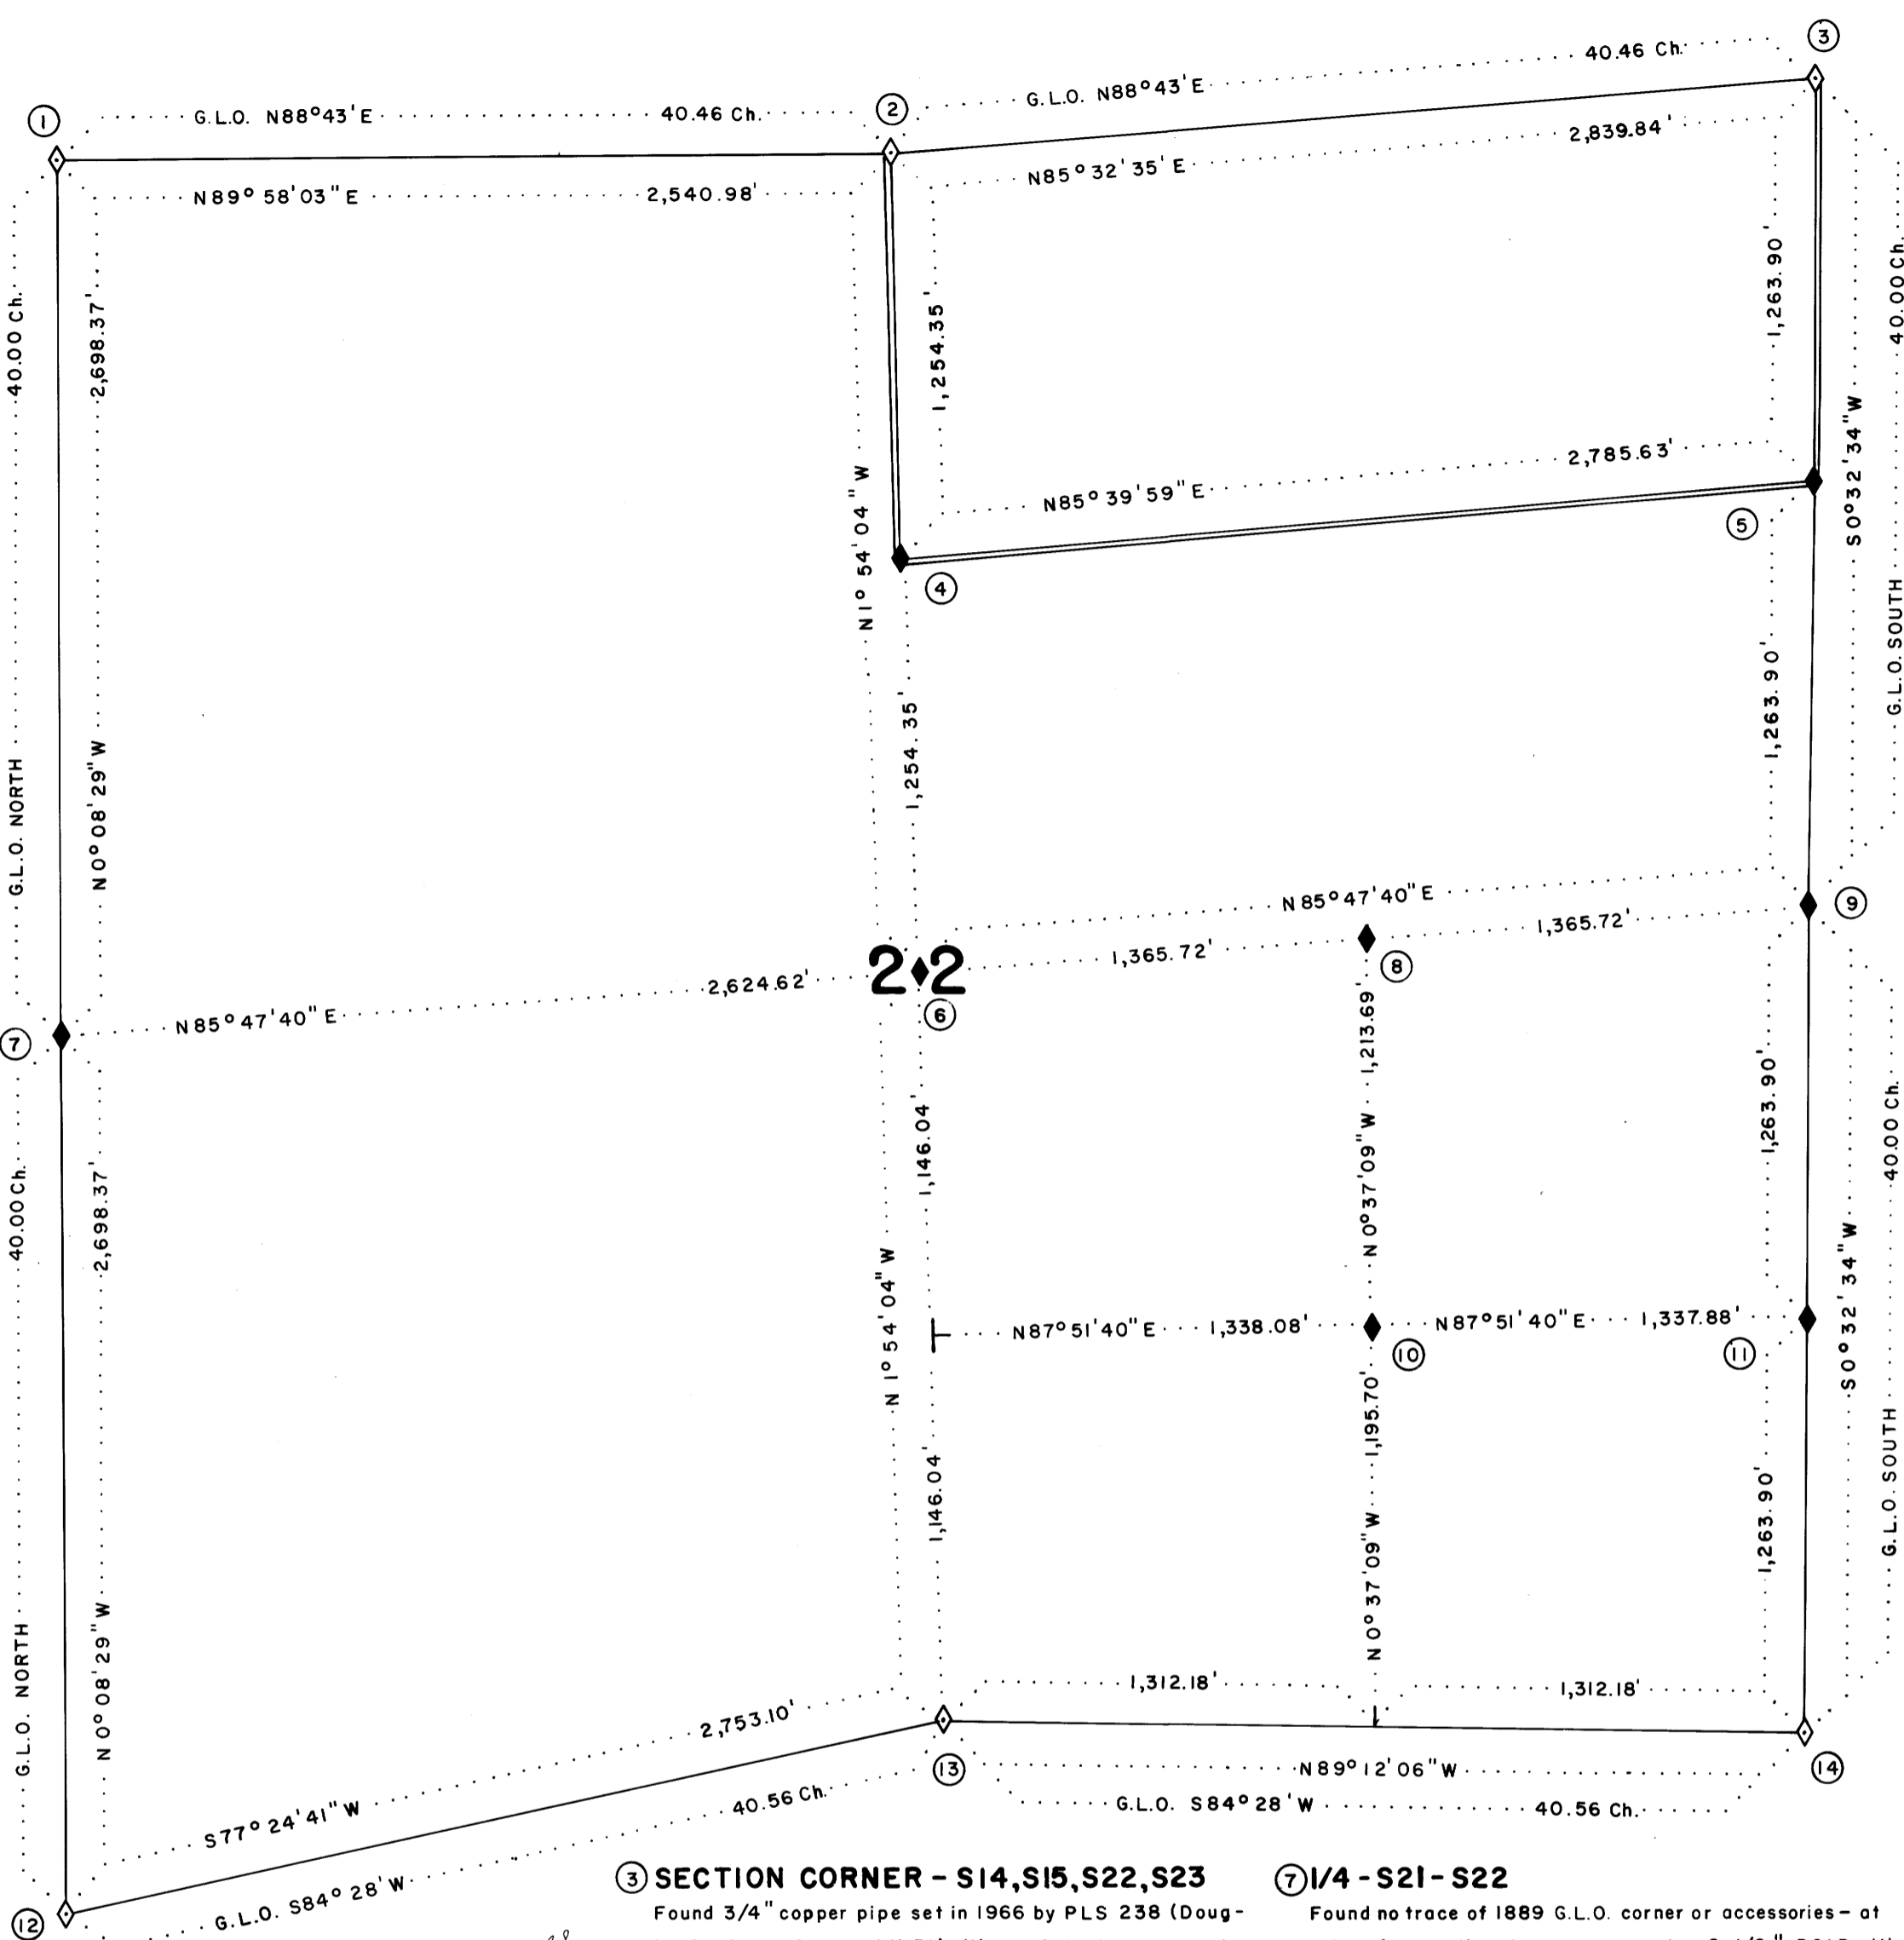 3
G.L.O. N88°43'E 40.46 Ch.
1
G.L.O. N88°43'E 40.46 Ch.
2
N85°32'35"E 2,839.84'
N89°58'03"E 2,540.98'
40.00 Ch.
G.L.O. NORTH
2,698.37'
N0°08'29"W
N1°54'04"W
1,254.35'
1,263.90'
S0°32'34"W
40.00 Ch.
G.L.O. SOUTH
N85°39'59"E 2,785.63'
5
4
1,254.35'
1,263.90'
N85°47'40"E
9
1,365.72' 1,365.72'
8
22
6
N85°47'40"E 2,624.62'
7
40.00 Ch.
G.L.O. NORTH
2,698.37'
N0°08'29"W
N1°54'04"W
1,146.04'
1,213.69'
N0°37'09"W
1,263.90'
S0°32'34"W
40.00 Ch.
G.L.O. SOUTH
N87°51'40"E 1,338.08' N87°51'40"E 1,337.88'
10
11
1,146.04'
1,195.70'
N0°37'09"W
1,263.90'
1,312.18' 1,312.18'
S77°24'41"W 2,753.10'
13
N89°12'06"W
14
G.L.O. S84°28'W 40.56 Ch.
G.L.O. S84°28'W 40.56 Ch.
12
3 SECTION CORNER - S14, S15, S22, S23
Found 3/4" copper pipe set in 1966 by PLS 238 (Doug-
7 1/4 - S21 - S22
Found no trace of 1889 G.L.O. corner or accessories - at